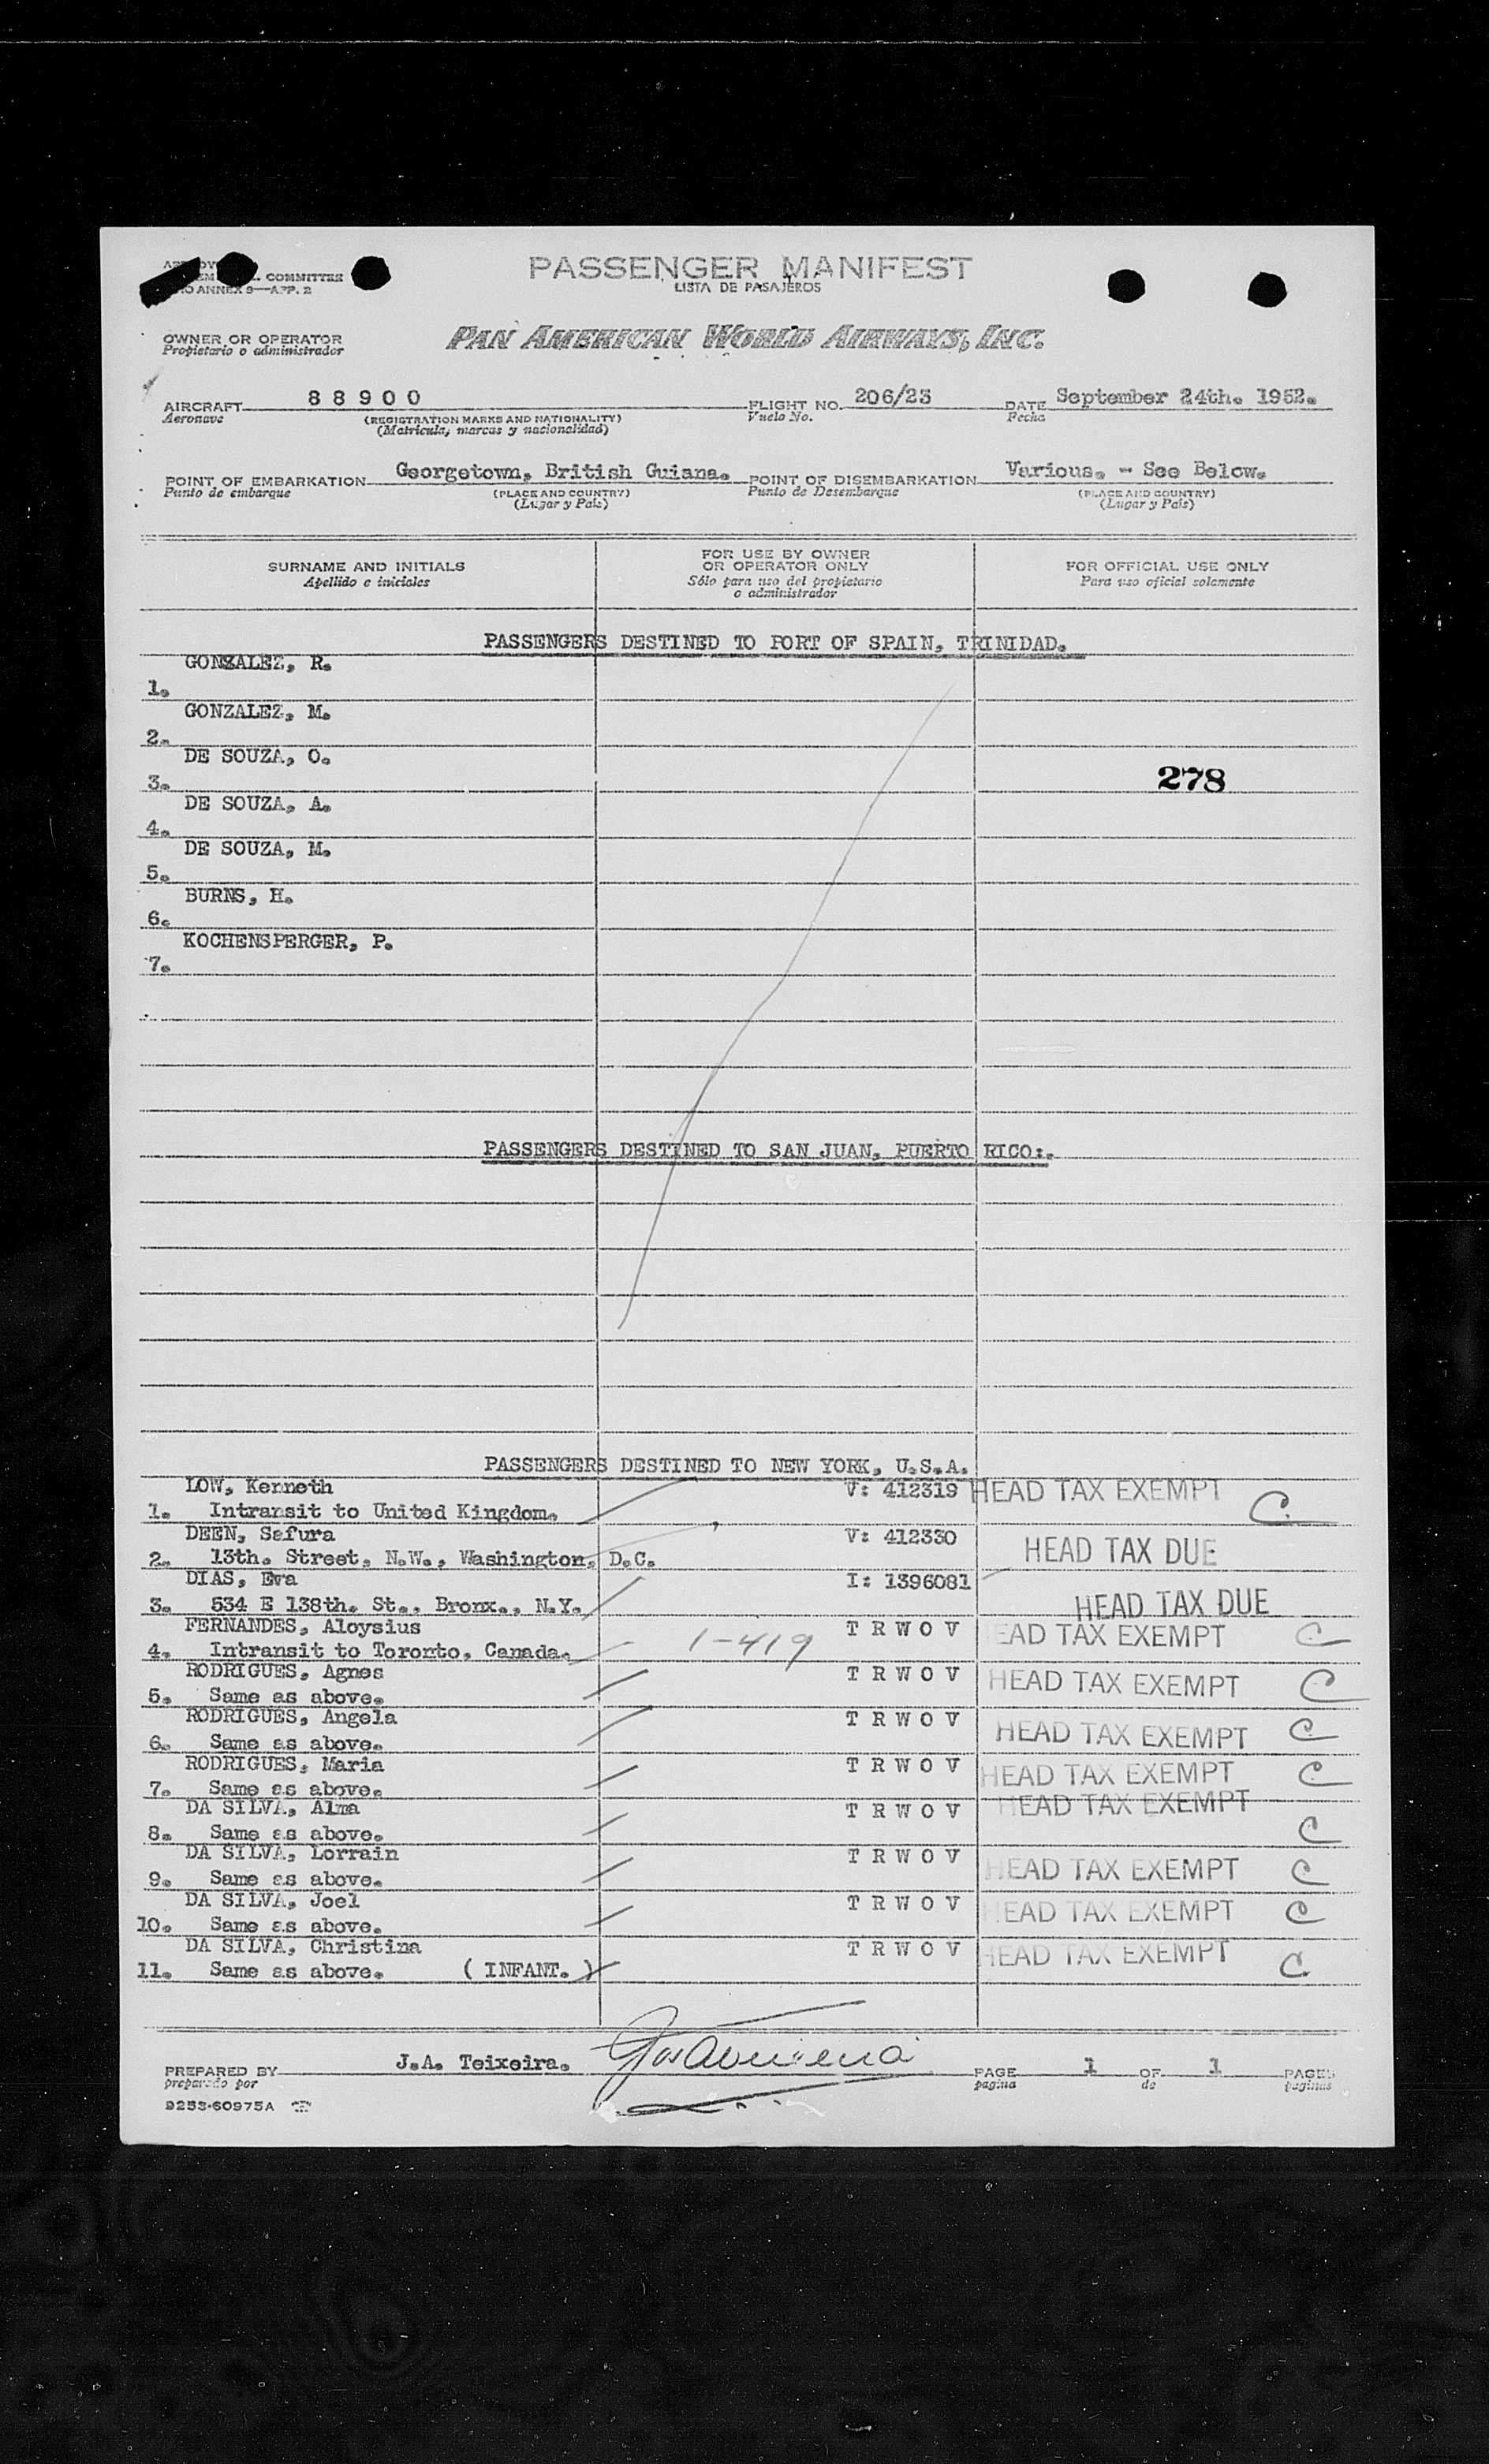 COMMITTEE
ANNEX 9—APP. 2
PASSENGER MANIFEST
LISTA DE PASAJEROS
OWNER OR OPERATOR
Propietario o administrador
PAN AMERICAN WORLD AIRWAYS, INC.
AIRCRAFT 8 8 9 0 0 FLIGHT NO. 206/23 DATE September 24th. 1952.
Aeronave (REGISTRATION MARKS AND NATIONALITY) Vuelo No. Fecha
(Matricula, marcas y nacionalidad)
POINT OF EMBARKATION Georgetown, British Guiana. POINT OF DISEMBARKATION Various. - See Below.
Punto de embarque (PLACE AND COUNTRY) Punto de Desembarque (PLACE AND COUNTRY)
(Lugar y País) (Lugar y País)
SURNAME AND INITIALS
Apellido e iniciales
FOR USE BY OWNER
OR OPERATOR ONLY
Sólo para uso del propietario
o administrador
FOR OFFICIAL USE ONLY
Para uso oficial solamente
PASSENGERS DESTINED TO PORT OF SPAIN, TRINIDAD.
GONZALEZ, R.
1.
GONZALEZ, M.
2.
DE SOUZA, O.
3. 278
DE SOUZA, A.
4.
DE SOUZA, M.
5.
BURNS, H.
6.
KOCHENSPERGER, P.
7.
PASSENGERS DESTINED TO SAN JUAN, PUERTO RICO:.
PASSENGERS DESTINED TO NEW YORK, U.S.A.
LOW, Kenneth V: 412319 HEAD TAX EXEMPT
1. Intransit to United Kingdom. C
DEEN, Safura V: 412330 HEAD TAX DUE
2. 13th. Street, N.W., Washington, D.C.
DIAS, Eva I: 1396081
3. 534 E 138th. St., Bronx., N.Y. HEAD TAX DUE
FERNANDES, Aloysius T R W O V EAD TAX EXEMPT C
4. Intransit to Toronto, Canada. 1-419
RODRIGUES, Agnes T R W O V HEAD TAX EXEMPT C
5. Same as above.
RODRIGUES, Angela T R W O V HEAD TAX EXEMPT C
6. Same as above.
RODRIGUES, Maria T R W O V HEAD TAX EXEMPT C
7. Same as above.
DA SILVA, Alma T R W O V HEAD TAX EXEMPT
8. Same as above. C
DA SILVA, Lorrain T R W O V HEAD TAX EXEMPT C
9. Same as above.
DA SILVA, Joel T R W O V HEAD TAX EXEMPT C
10. Same as above.
DA SILVA, Christina T R W O V HEAD TAX EXEMPT C
11. Same as above. ( INFANT. )
PREPARED BY J.A. Teixeira. PAGE 1 OF 1 PAGES
preparado por pagina de paginas
9253-60975A